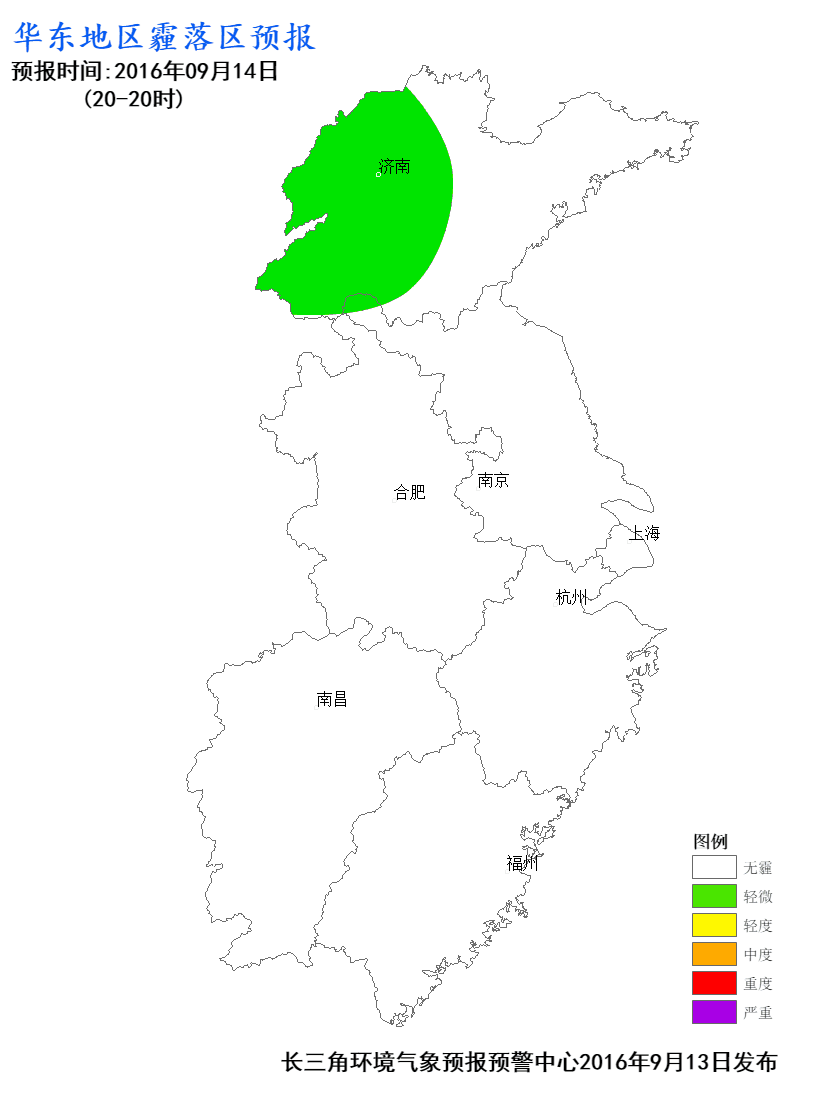 华东地区霾落区预报
预报时间:2016年09月14日
(20-20时)
济南
合肥
南京
上海
杭州
南昌
福州
图例
无霾
轻微
轻度
中度
重度
严重
长三角环境气象预报预警中心2016年9月13日发布